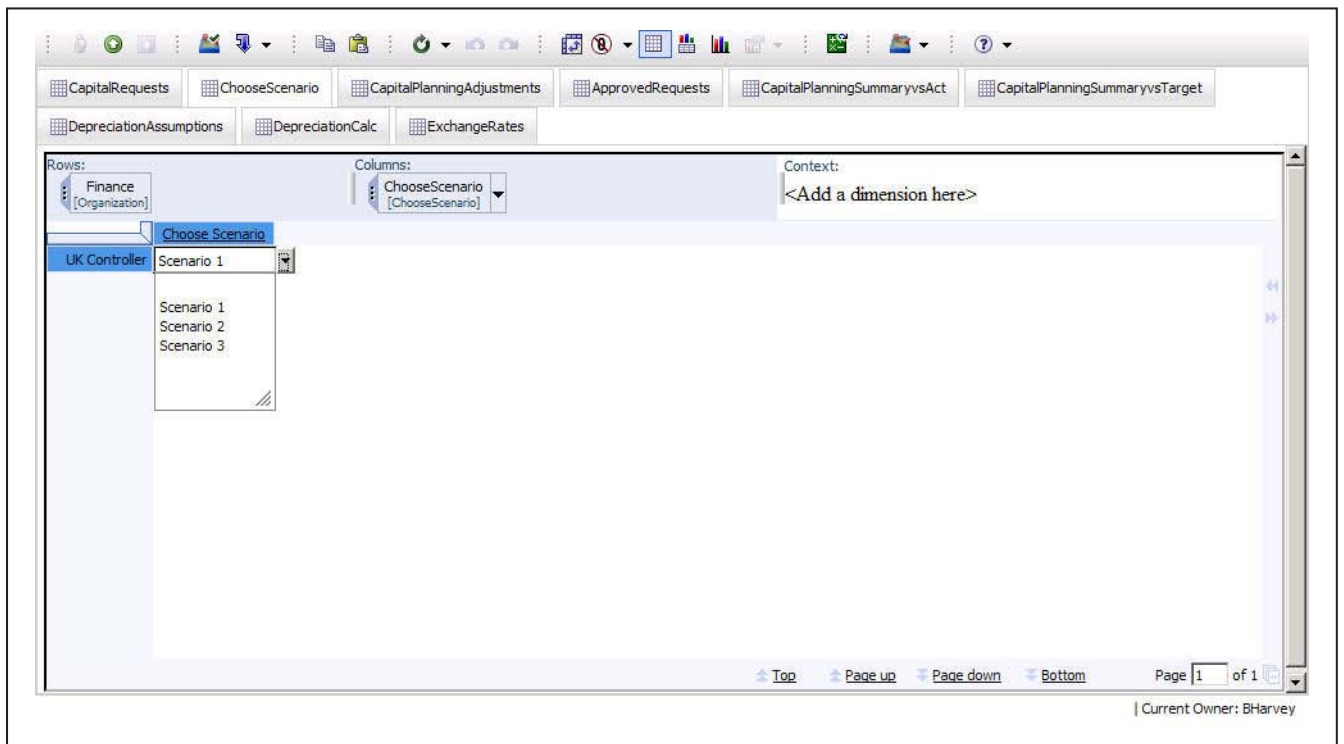 CapitalRequests ChooseScenario CapitalPlanningAdjustments ApprovedRequests CapitalPlanningSummaryvsAct CapitalPlanningSummaryvsTarget
DepreciationAssumptions DepreciationCalc ExchangeRates
Rows: Columns: Context:
Finance ChooseScenario <Add a dimension here>
[Organization] [ChooseScenario]
Choose Scenario
UK Controller Scenario 1
Scenario 1
Scenario 2
Scenario 3
Top Page up Page down Bottom Page 1 of 1
Current Owner: BHarvey